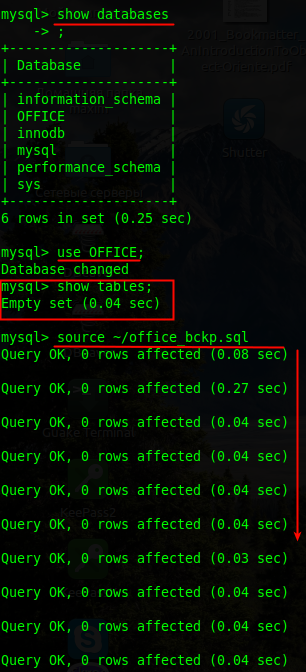 mysql> show databases
    -> ;
+--------------------+
| Database           |
+--------------------+
| information_schema |
| OFFICE             |
| innodb             |
| mysql              |
| performance_schema |
| sys                |
+--------------------+
6 rows in set (0.25 sec)
mysql> use OFFICE;
Database changed
mysql> show tables;
Empty set (0.04 sec)
mysql> source ~/office_bckp.sql
Query OK, 0 rows affected (0.08 sec)
Query OK, 0 rows affected (0.27 sec)
Query OK, 0 rows affected (0.04 sec)
Query OK, 0 rows affected (0.04 sec)
Query OK, 0 rows affected (0.04 sec)
Query OK, 0 rows affected (0.04 sec)
Query OK, 0 rows affected (0.03 sec)
Query OK, 0 rows affected (0.04 sec)
Query OK, 0 rows affected (0.04 sec)
Query OK, 0 rows affected (0.04 sec)
Shutter
Сетевые серверы
Terminal
KeePass2